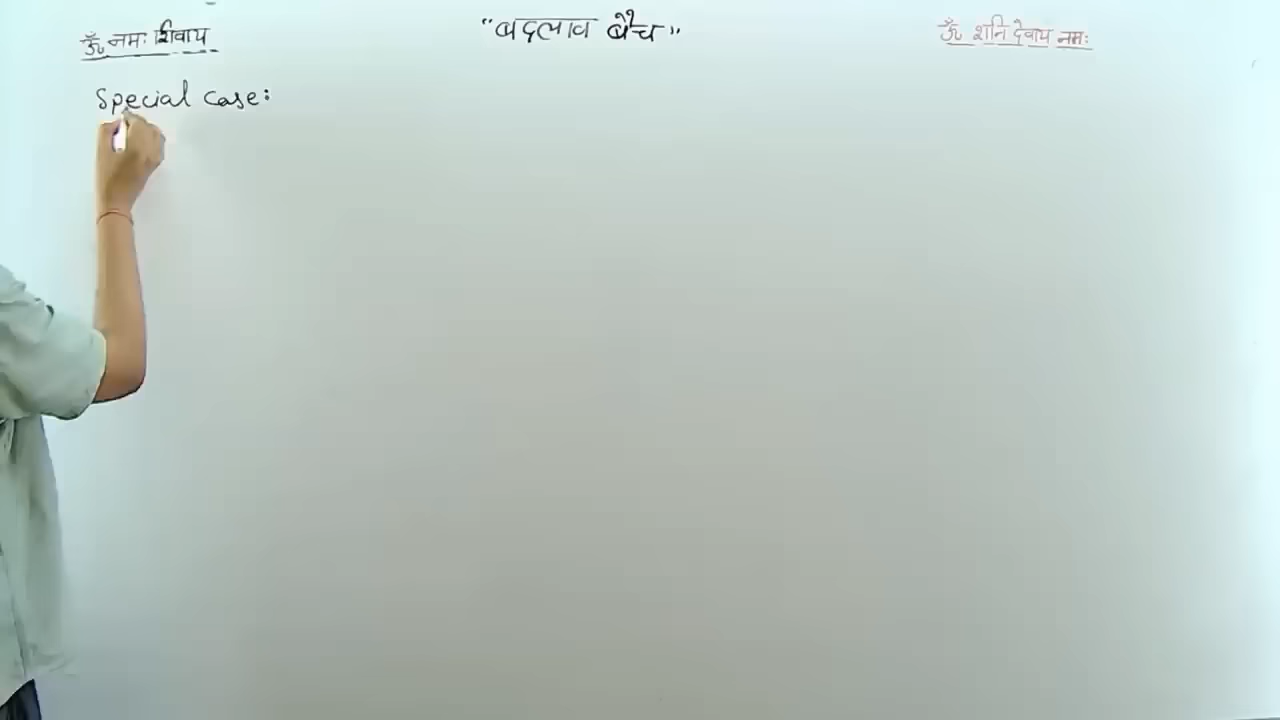 ॐ नमः शिवाय
"बदलाव बैच"
ॐ शनि देवाय नमः
Special Case: